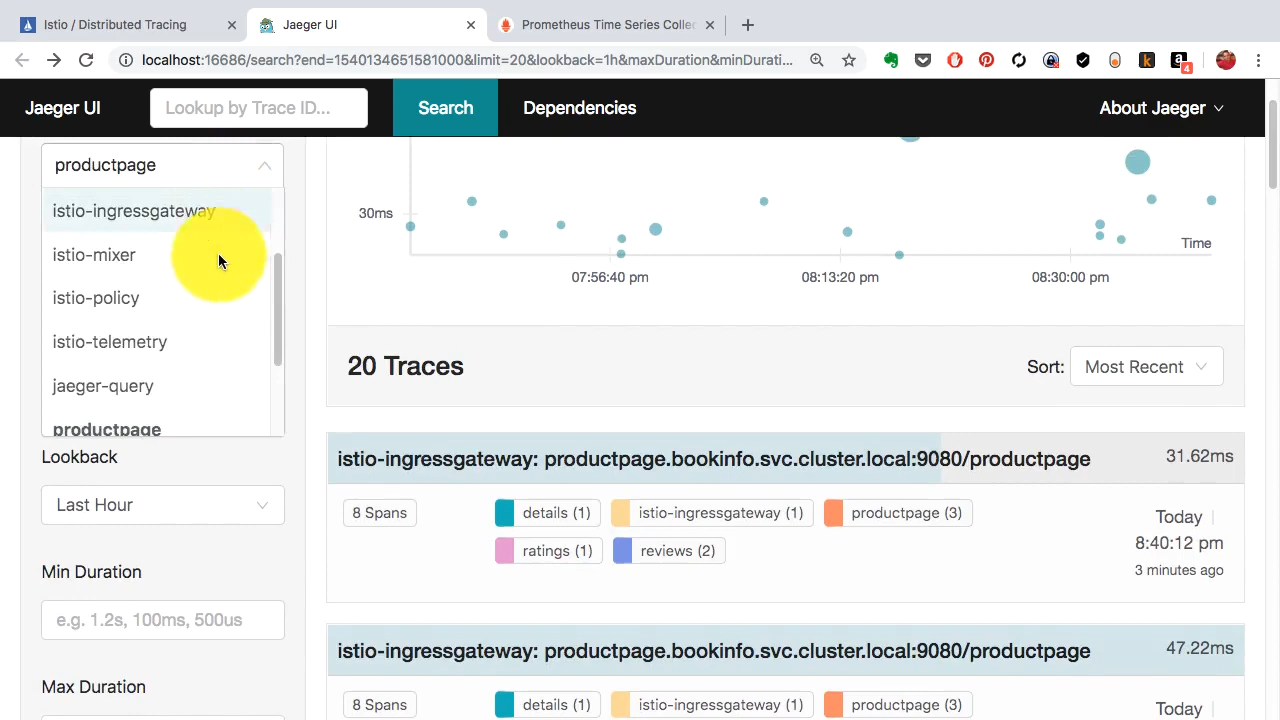 Istio / Distributed Tracing
Jaeger UI
Prometheus Time Series Collec
localhost:16686/search?end=1540134651581000&limit=20&lookback=1h&maxDuration&minDurati...
4
Jaeger UI
Lookup by Trace ID...
Search
Dependencies
About Jaeger
productpage
istio-ingressgateway
istio-mixer
istio-policy
istio-telemetry
jaeger-query
productpage
Lookback
Last Hour
Min Duration
e.g. 1.2s, 100ms, 500us
Max Duration
30ms
Time
07:56:40 pm
08:13:20 pm
08:30:00 pm
20 Traces
Sort: Most Recent
istio-ingressgateway: productpage.bookinfo.svc.cluster.local:9080/productpage
31.62ms
8 Spans
details (1)
istio-ingressgateway (1)
productpage (3)
ratings (1)
reviews (2)
Today
8:40:12 pm
3 minutes ago
istio-ingressgateway: productpage.bookinfo.svc.cluster.local:9080/productpage
47.22ms
8 Spans
details (1)
istio-ingressgateway (1)
productpage (3)
Today